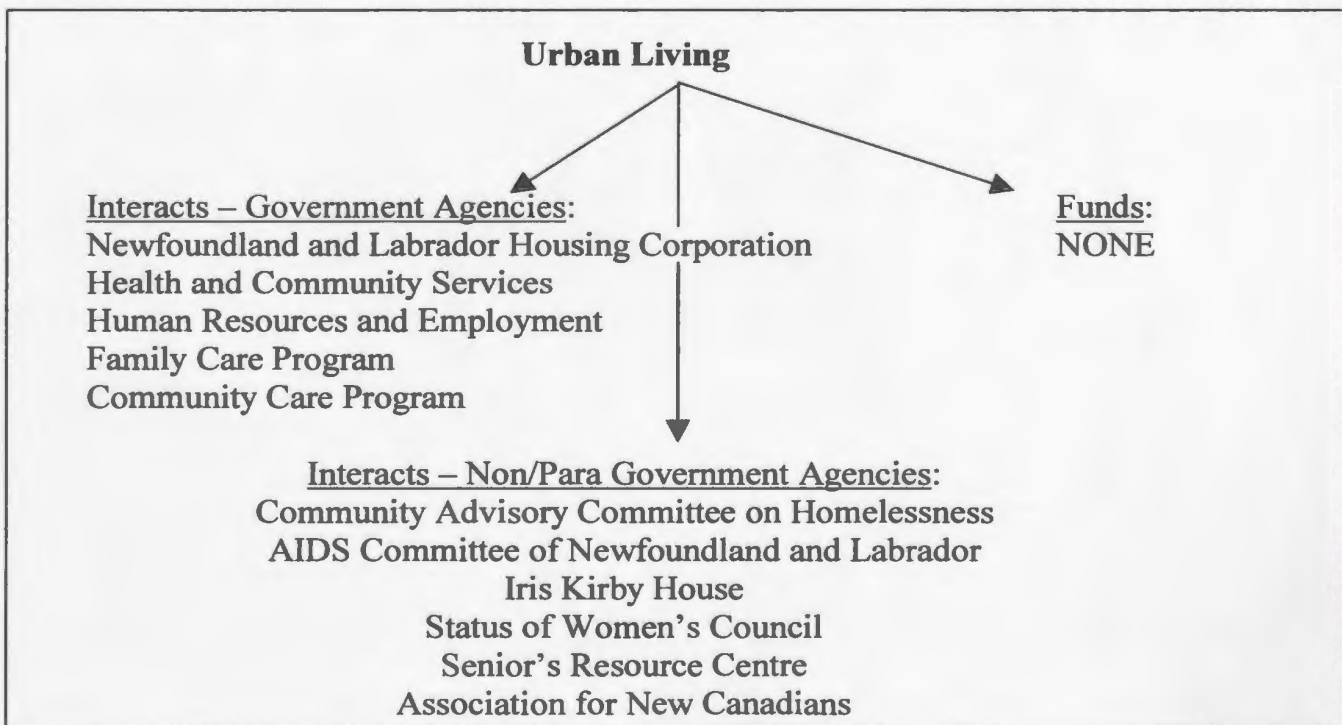 Urban Living
Interacts – Government Agencies:
Newfoundland and Labrador Housing Corporation
Health and Community Services
Human Resources and Employment
Family Care Program
Community Care Program
Funds:
NONE
Interacts – Non/Para Government Agencies:
Community Advisory Committee on Homelessness
AIDS Committee of Newfoundland and Labrador
Iris Kirby House
Status of Women's Council
Senior's Resource Centre
Association for New Canadians